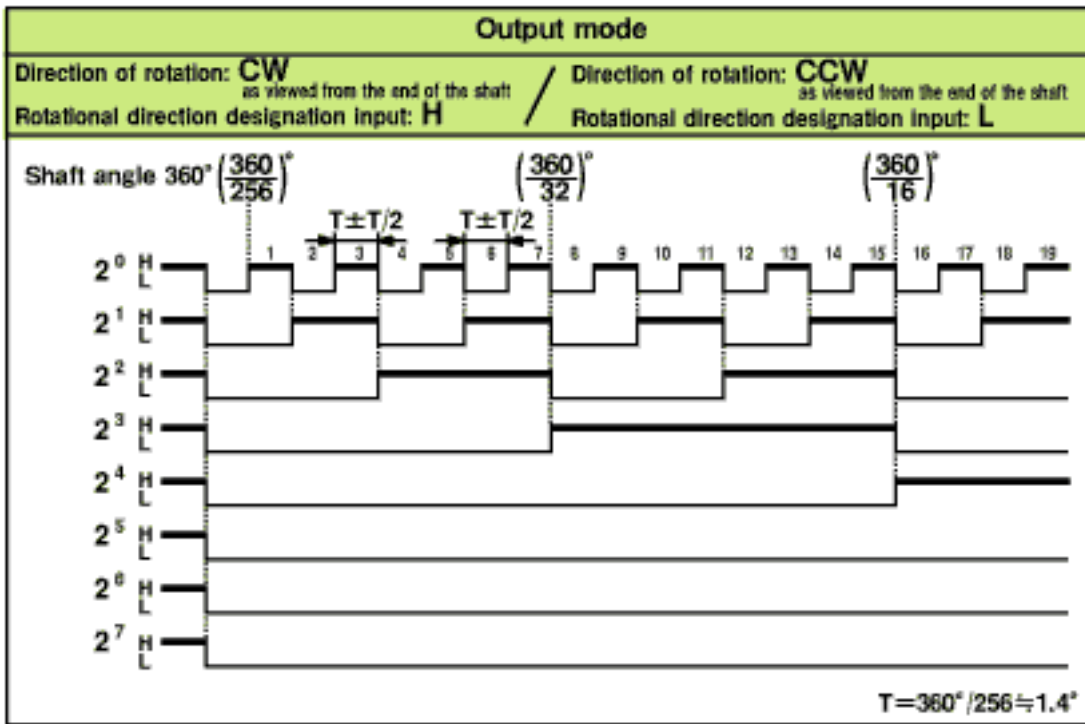 Output mode
Direction of rotation: CW
as viewed from the end of the shaft
Rotational direction designation input: H
/
Direction of rotation: CCW
as viewed from the end of the shaft
Rotational direction designation input: L
Shaft angle 360° (360/256)° (360/32)° (360/16)°
T±T/2 T±T/2
1 2 3 4 5 6 7 8 9 10 11 12 13 14 15 16 17 18 19
2⁰ H L
2¹ H L
2² H L
2³ H L
2⁴ H L
2⁵ H L
2⁶ H L
2⁷ H L
T=360°/256≒1.4°